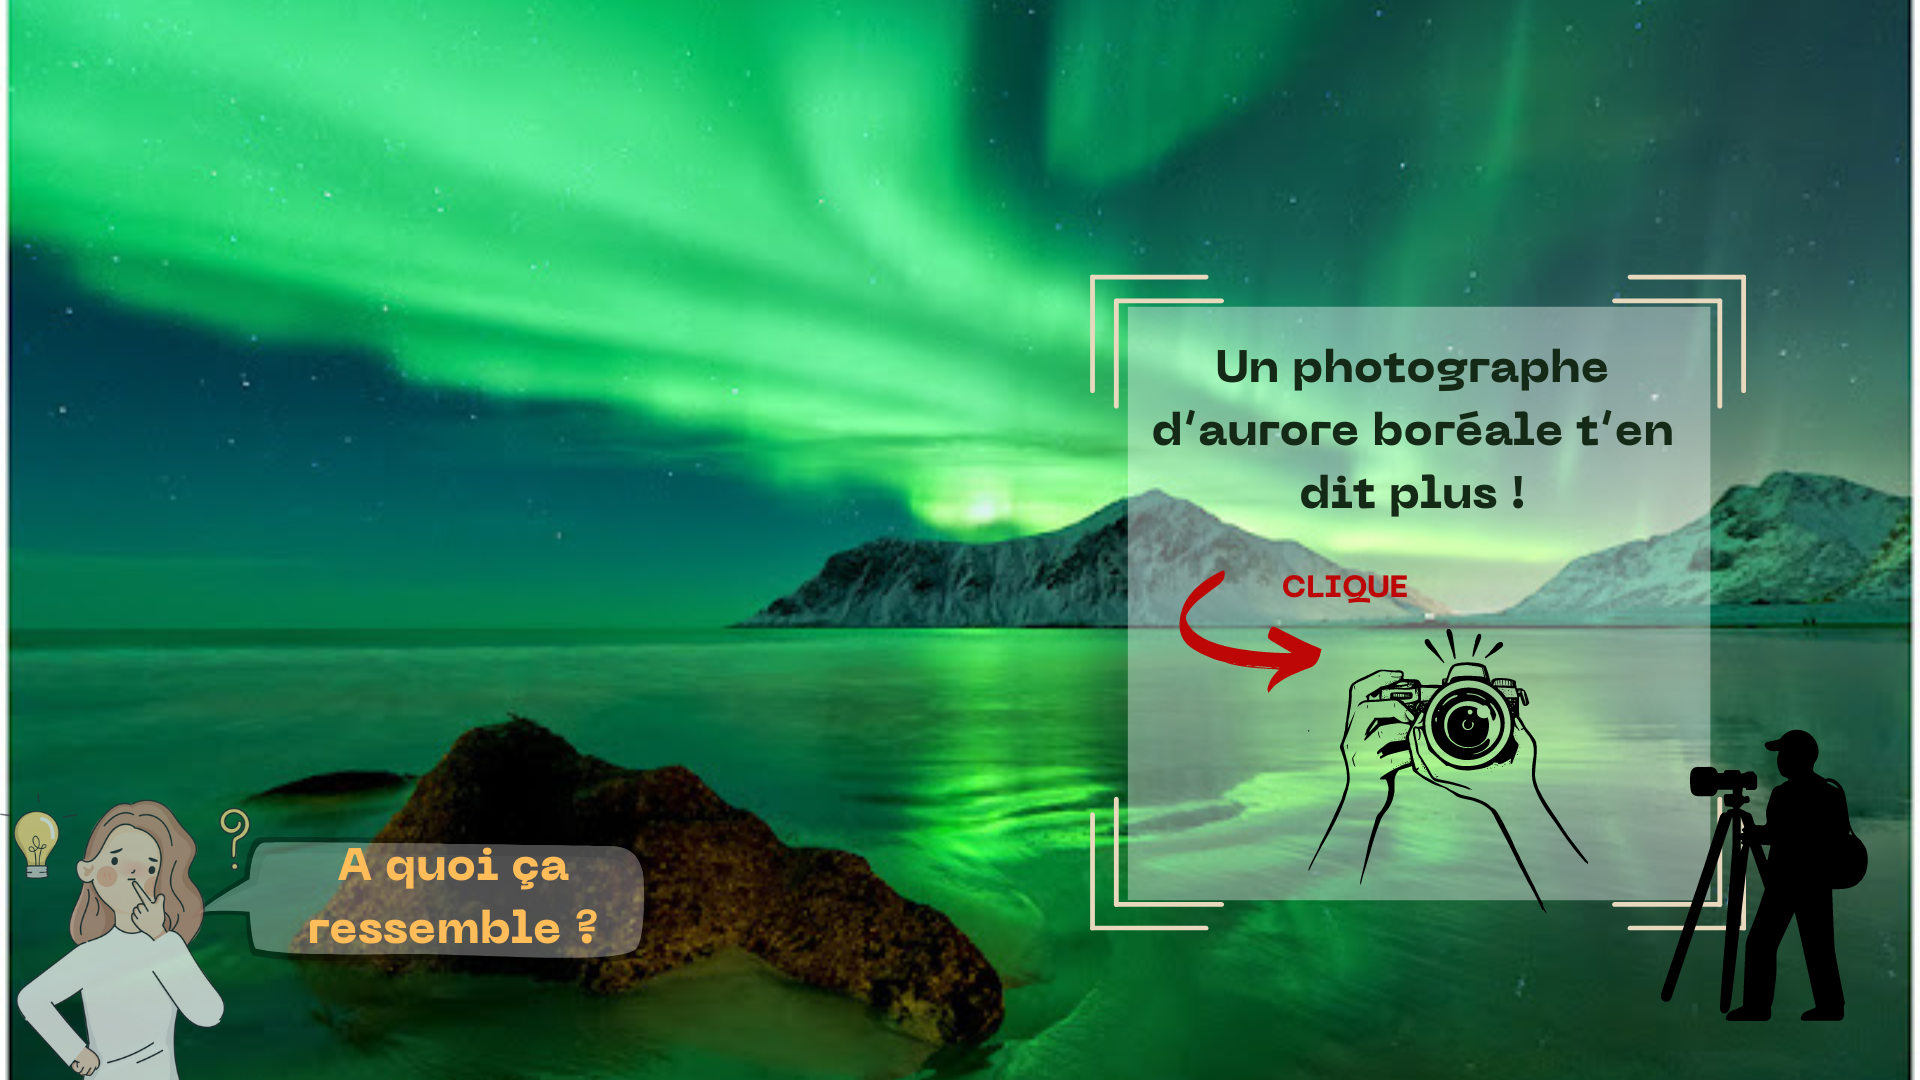 Un photographe
d'aurore boréale t'en
dit plus !
CLIQUE
A quoi ça
ressemble ?